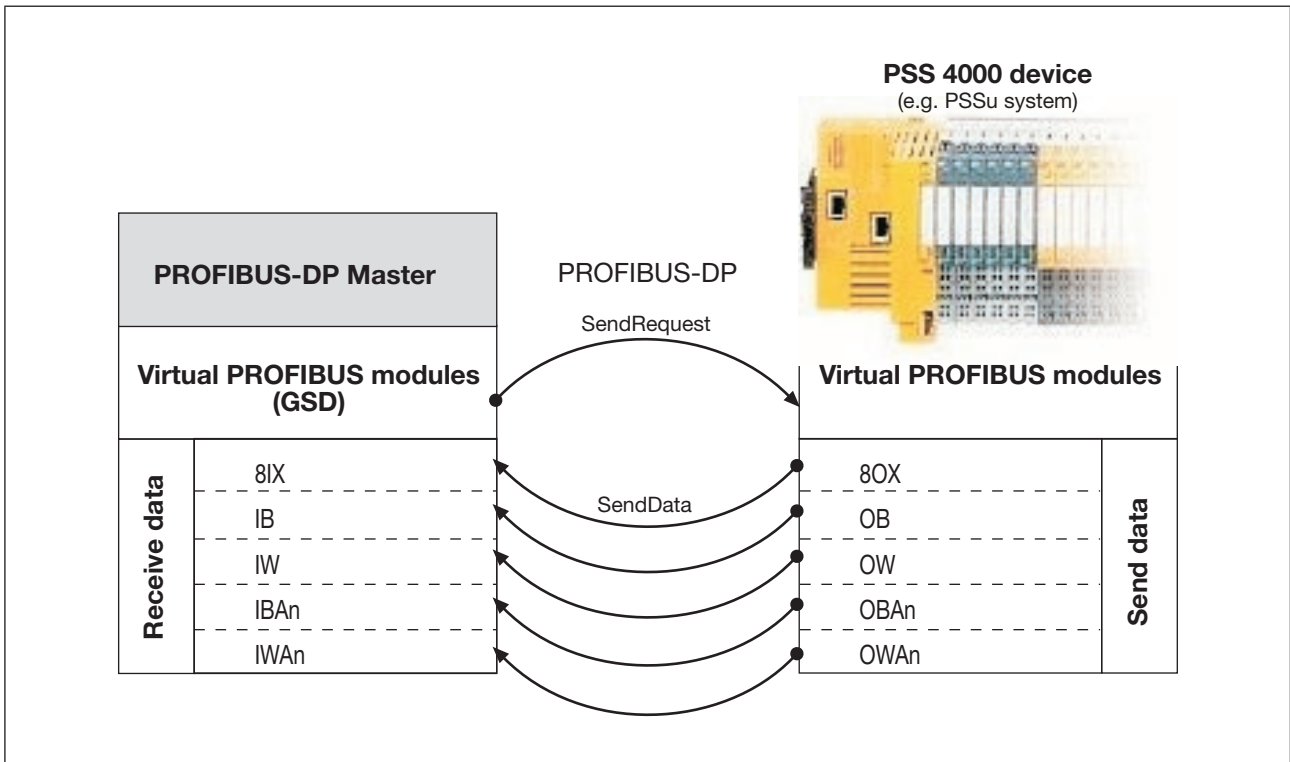 PSS 4000 device
(e.g. PSSu system)
PROFIBUS-DP Master
PROFIBUS-DP
SendRequest
Virtual PROFIBUS modules
(GSD)
Virtual PROFIBUS modules
Receive data
8IX
IB
IW
IBAn
IWAn
SendData
8OX
OB
OW
OBAn
OWAn
Send data